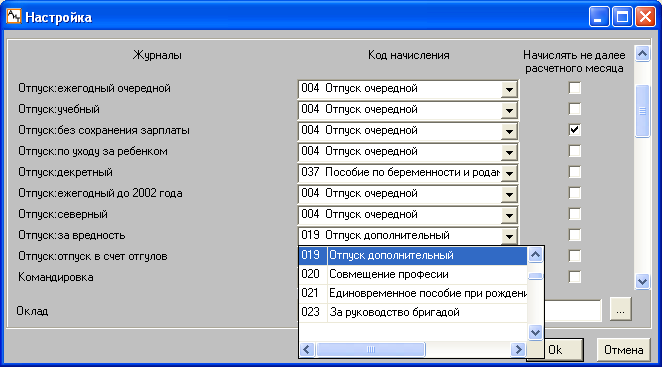 Настройка
Журналы Код начисления Начислять не далее
расчетного месяца
Отпуск:ежегодный очередной 004 Отпуск очередной
Отпуск:учебный 004 Отпуск очередной
Отпуск:без сохранения зарплаты 004 Отпуск очередной
Отпуск:по уходу за ребенком 004 Отпуск очередной
Отпуск:декретный 037 Пособие по беременности и родам
Отпуск:ежегодный до 2002 года 004 Отпуск очередной
Отпуск:северный 004 Отпуск очередной
Отпуск:за вредность 019 Отпуск дополнительный
Отпуск:отпуск в счет отгулов 019 Отпуск дополнительный
Командировка 020 Совмещение професии
021 Единовременное пособие при рождени
Оклад 023 За руководство бригадой ...
Ok Отмена